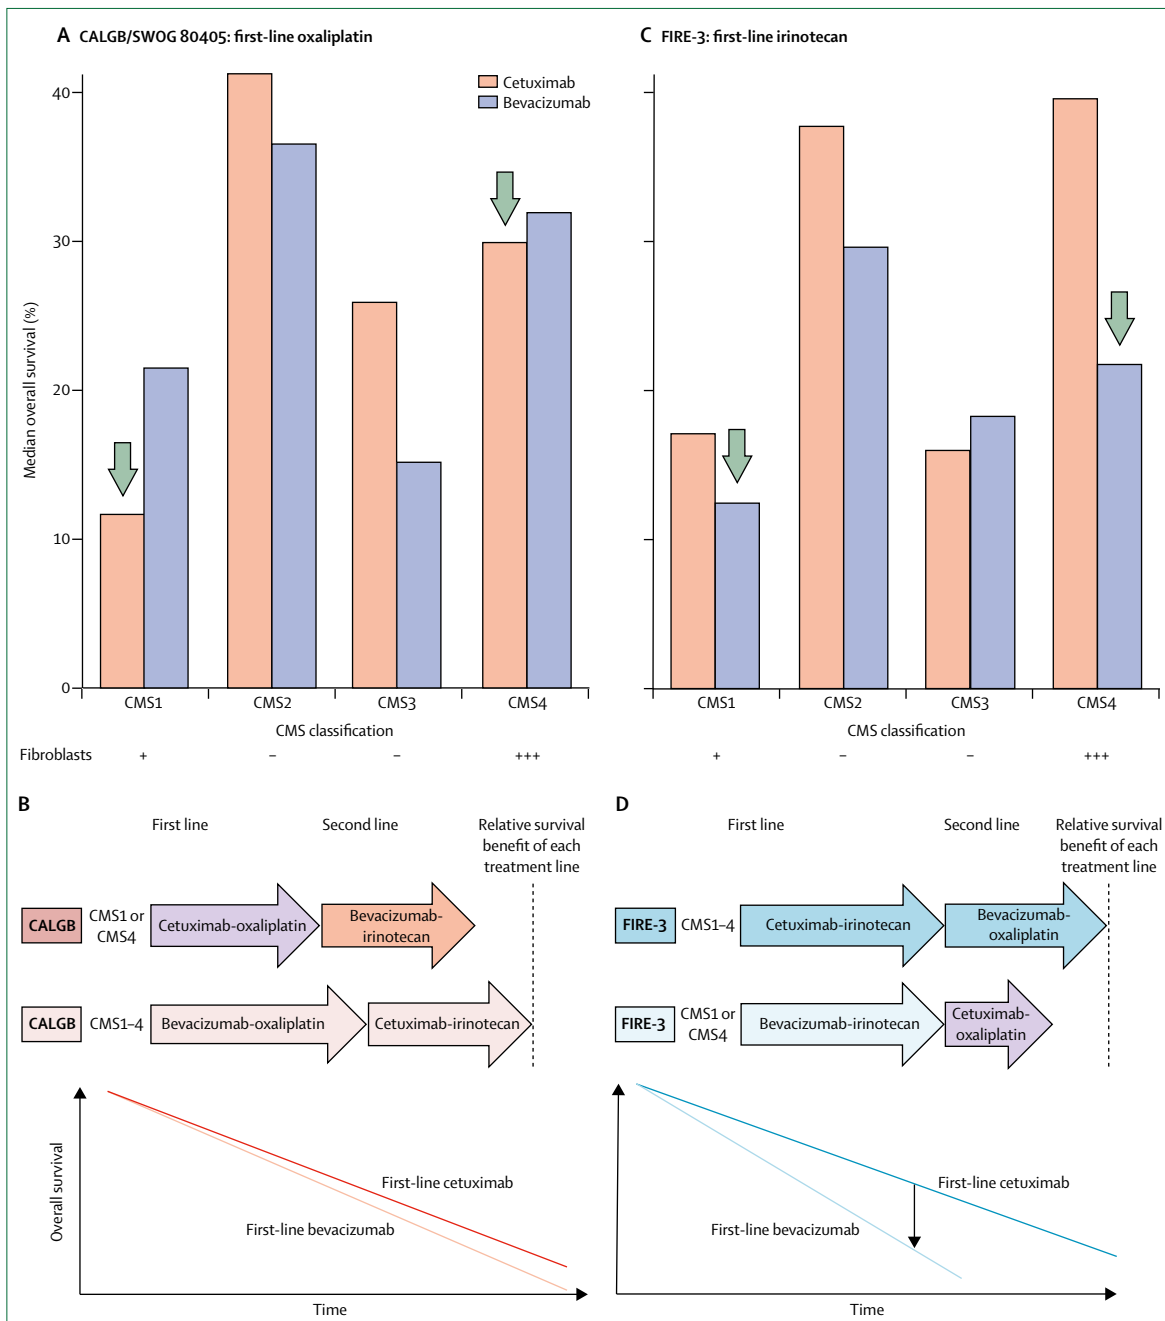 A CALGB/SWOG 80405: first-line oxaliplatin
Cetuximab
Bevacizumab
Median overall survival (%)
40
30
20
10
0
CMS1 CMS2 CMS3 CMS4
CMS classification
Fibroblasts + – – +++
C FIRE-3: first-line irinotecan
CMS1 CMS2 CMS3 CMS4
CMS classification
+ – – +++
B
First line Second line Relative survival
benefit of each
treatment line
CALGB CMS1 or
CMS4
Cetuximab-oxaliplatin
Bevacizumab-
irinotecan
CALGB CMS1–4 Bevacizumab-oxaliplatin Cetuximab-irinotecan
Overall survival
First-line cetuximab
First-line bevacizumab
Time
D
First line Second line Relative survival
benefit of each
treatment line
FIRE-3 CMS1–4 Cetuximab-irinotecan
Bevacizumab-
oxaliplatin
FIRE-3 CMS1 or
CMS4
Bevacizumab-irinotecan
Cetuximab-
oxaliplatin
First-line cetuximab
First-line bevacizumab
Time